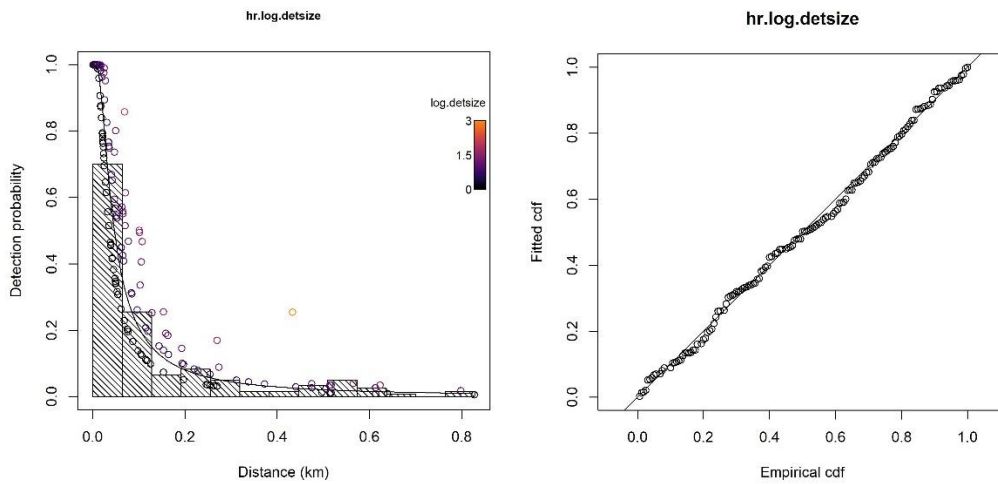 hr.log.detsize
Detection probability
1.0
0.8
0.6
0.4
0.2
0.0
log.detsize
3
1.5
0
0.0 0.2 0.4 0.6 0.8
Distance (km)
hr.log.detsize
Fitted cdf
1.0
0.8
0.6
0.4
0.2
0.0
0.0 0.2 0.4 0.6 0.8 1.0
Empirical cdf